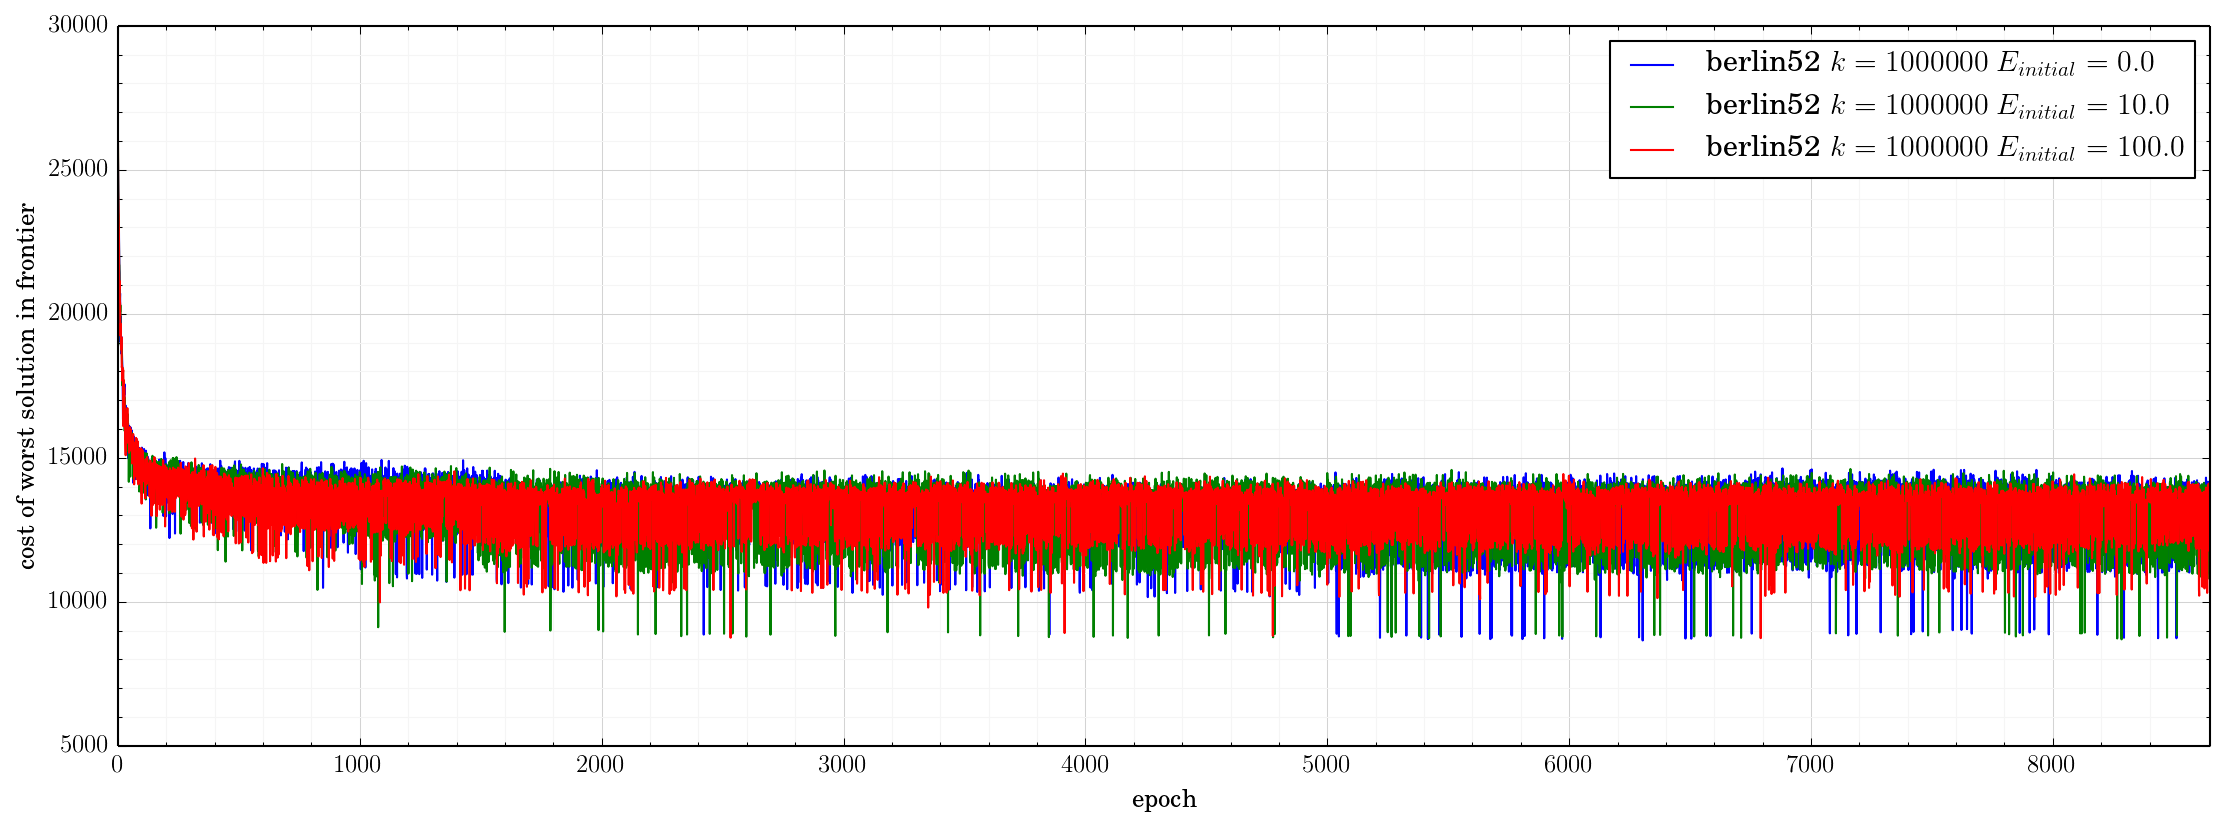 30000
25000
20000
15000
10000
5000
cost of worst solution in frontier
0 1000 2000 3000 4000 5000 6000 7000 8000
epoch
berlin52 k = 1000000 E_initial = 0.0
berlin52 k = 1000000 E_initial = 10.0
berlin52 k = 1000000 E_initial = 100.0